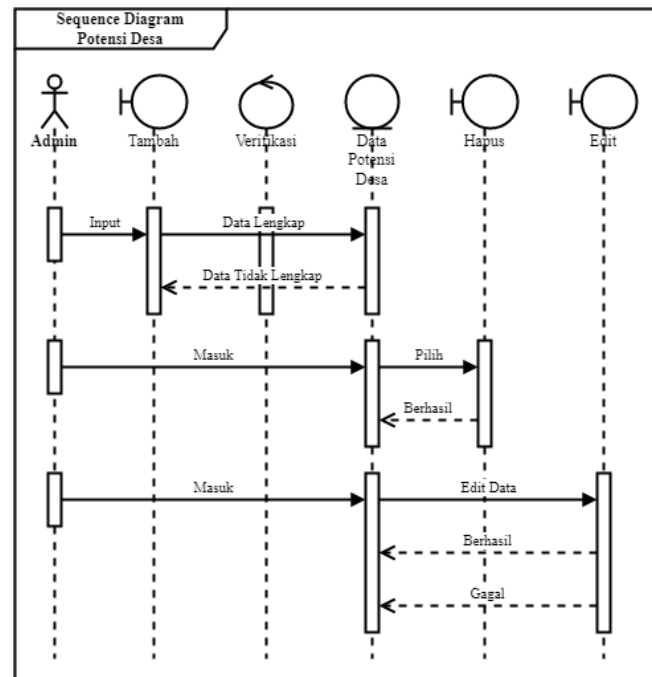 Sequence Diagram
Potensi Desa
Admin
Tambah
Verifikasi
Data
Potensi
Desa
Hapus
Edit
Input
Data Lengkap
Data Tidak Lengkap
Masuk
Pilih
Berhasil
Masuk
Edit Data
Berhasil
Gagal